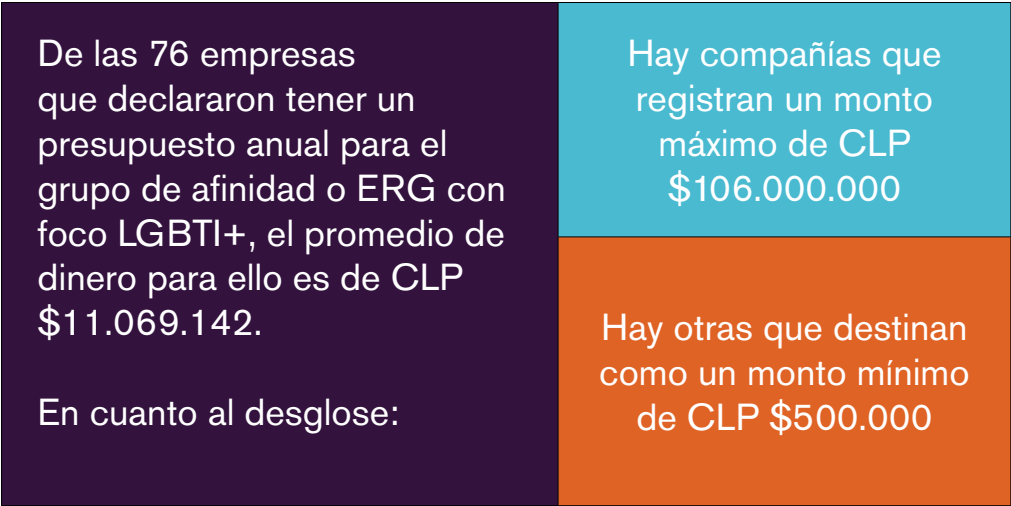 De las 76 empresas
que declararon tener un
presupuesto anual para el
grupo de afinidad o ERG con
foco LGBTI+, el promedio de
dinero para ello es de CLP
$11.069.142.
En cuanto al desglose:
Hay compañías que
registran un monto
máximo de CLP
$106.000.000
Hay otras que destinan
como un monto mínimo
de CLP $500.000